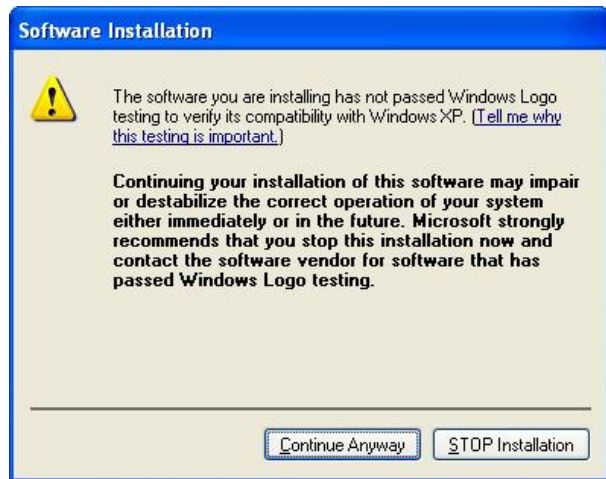 Software Installation
The software you are installing has not passed Windows Logo
testing to verify its compatibility with Windows XP. (Tell me why
this testing is important.)
Continuing your installation of this software may impair
or destabilize the correct operation of your system
either immediately or in the future. Microsoft strongly
recommends that you stop this installation now and
contact the software vendor for software that has
passed Windows Logo testing.
Continue Anyway
STOP Installation